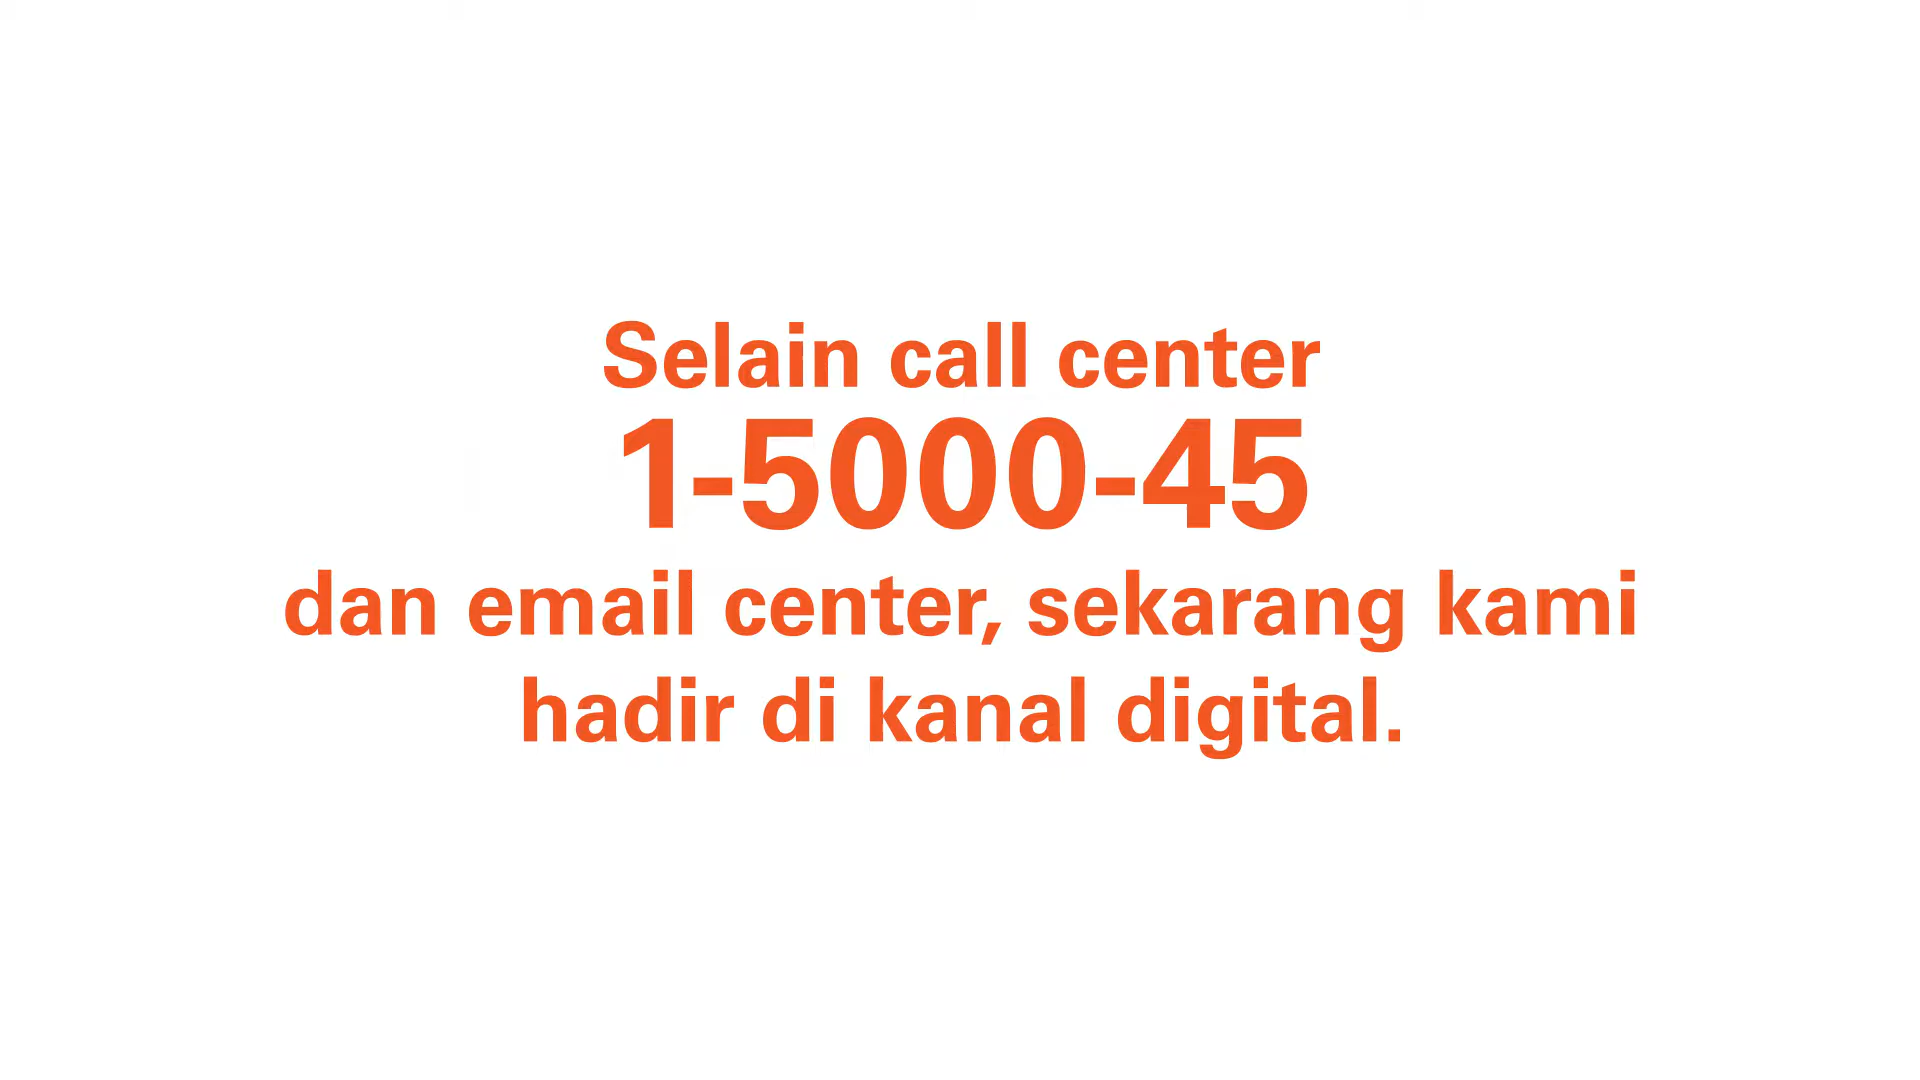 Selain call center
1-5000-45
dan email center, sekarang kami
hadir di kanal digital.